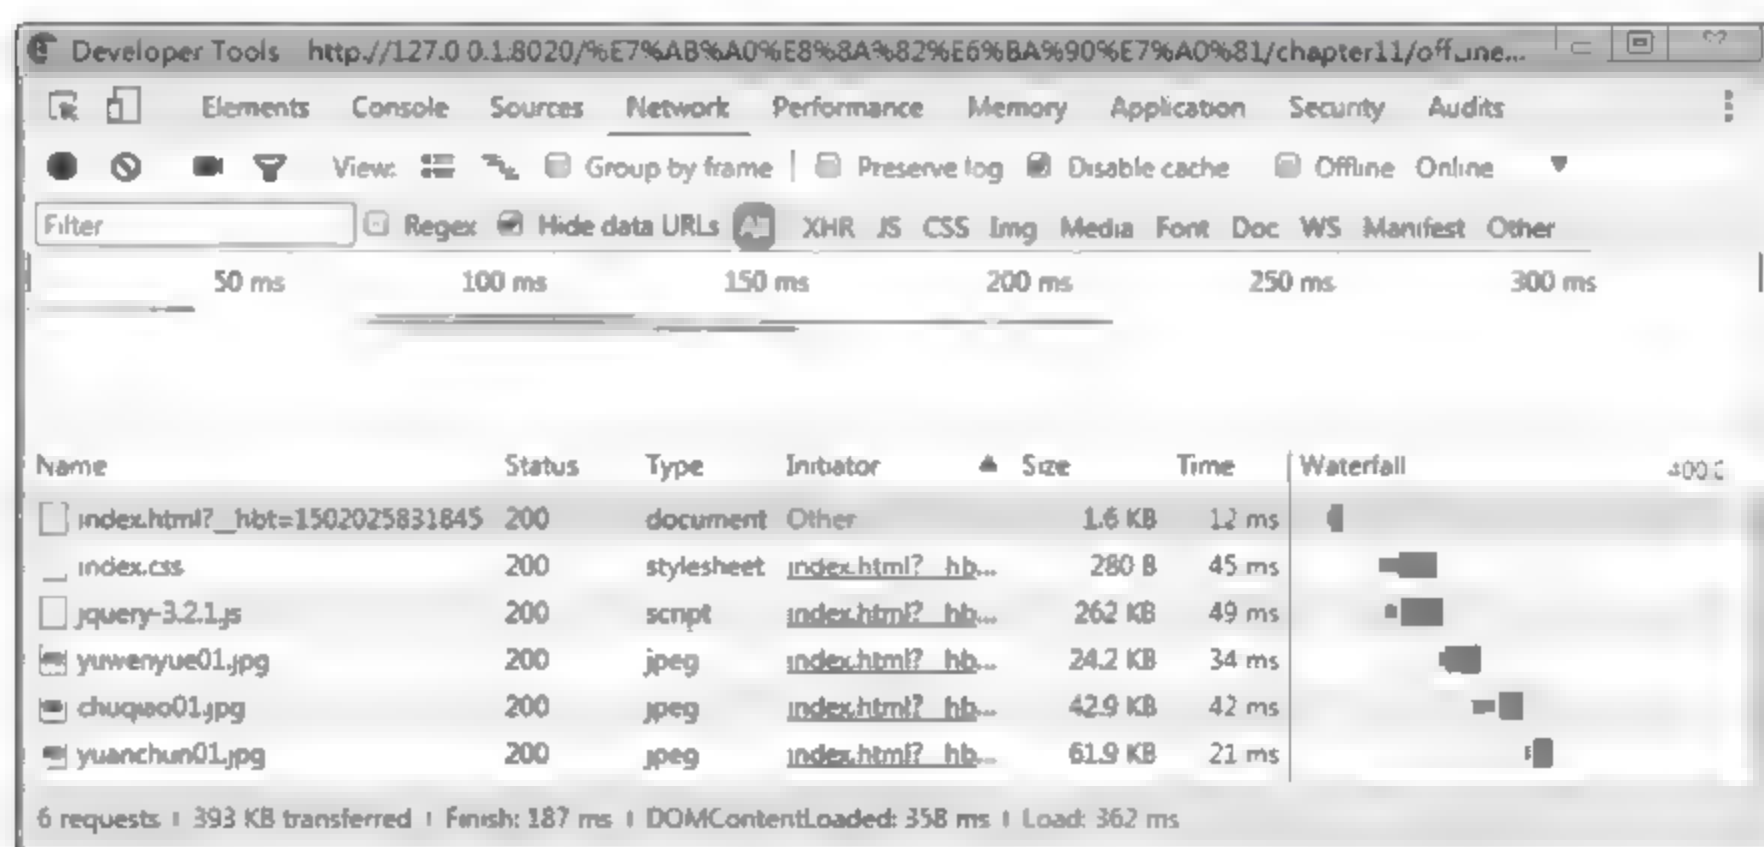 Developer Tools http://127.0.0.1:8020/%E7%AB%A0%E8%8A%82%E6%BA%90%E7%A0%81/chapter11/offline...
Elements Console Sources Network Performance Memory Application Security Audits
View: Group by frame Preserve log Disable cache Offline Online
Filter Regex Hide data URLs All XHR JS CSS Img Media Font Doc WS Manifest Other
50 ms 100 ms 150 ms 200 ms 250 ms 300 ms
Name Status Type Initiator Size Time Waterfall
index.html?__hbt=1502025831845 200 document Other 1.6 KB 12 ms
index.css 200 stylesheet index.html?__hb... 280 B 45 ms
jquery-3.2.1.js 200 script index.html?__hb... 262 KB 49 ms
yuwenyue01.jpg 200 jpeg index.html?__hb... 24.2 KB 34 ms
chuqiao01.jpg 200 jpeg index.html?__hb... 42.9 KB 42 ms
yuanchun01.jpg 200 jpeg index.html?__hb... 61.9 KB 21 ms
6 requests | 393 KB transferred | Finish: 187 ms | DOMContentLoaded: 358 ms | Load: 362 ms